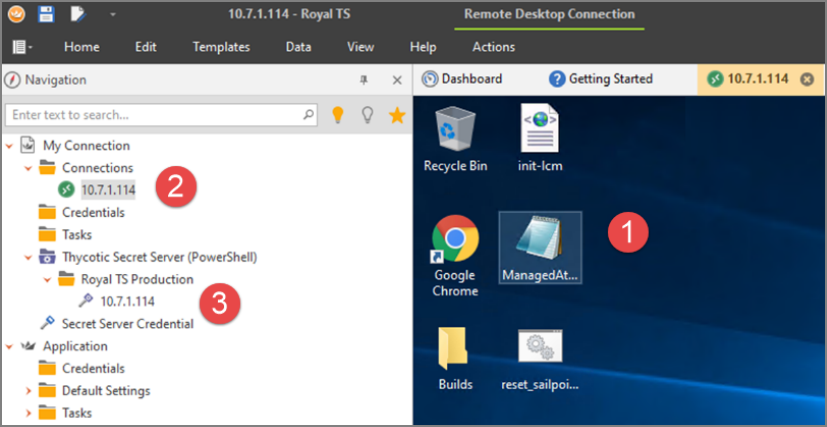 10.7.1.114 - Royal TS
Remote Desktop Connection
Home Edit Templates Data View Help Actions
Navigation
Enter text to search...
My Connection
Connections
10.7.1.114
2
Credentials
Tasks
Thycotic Secret Server (PowerShell)
Royal TS Production
10.7.1.114
3
Secret Server Credential
Application
Credentials
Default Settings
Tasks
Dashboard Getting Started 10.7.1.114
Recycle Bin
init-lcm
Google
Chrome
ManagedAt...
1
Builds
reset_sailpoi...